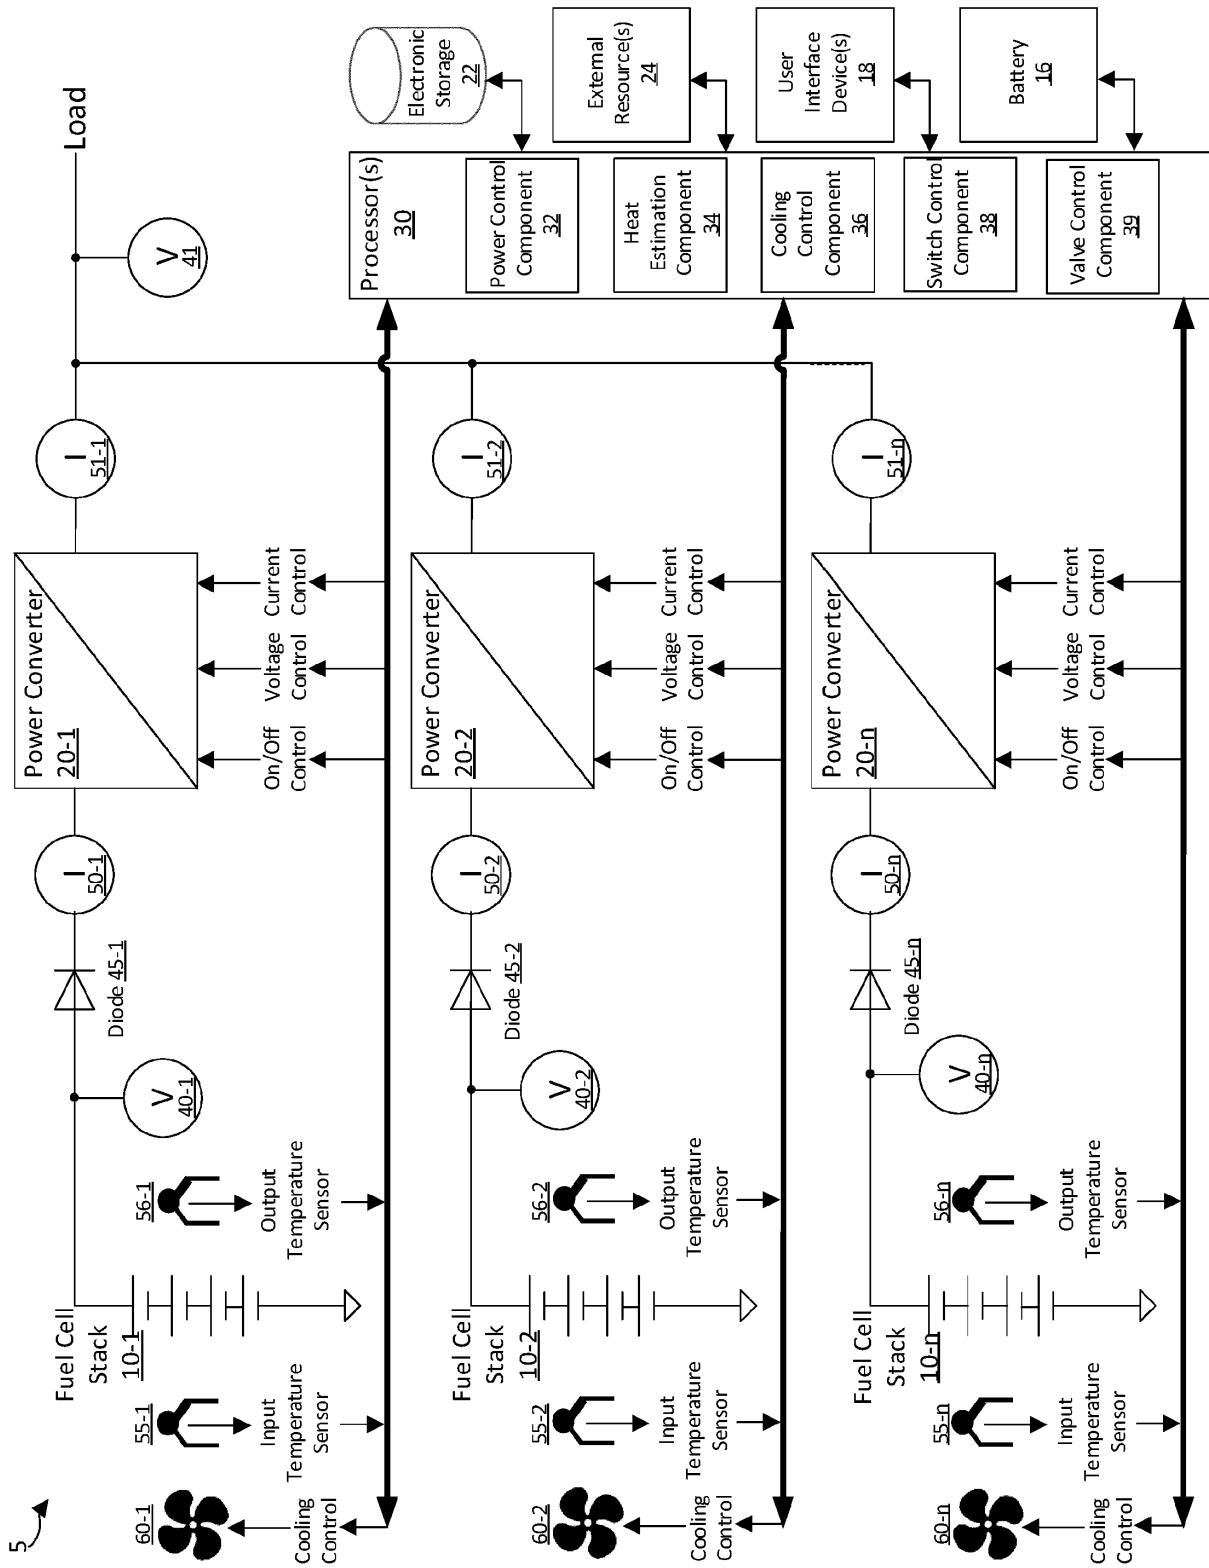 5
60-1
Cooling
Control
55-1
Input
Temperature
Sensor
Fuel Cell
Stack
10-1
56-1
Output
Temperature
Sensor
V
40-1
Diode 45-1
I
50-1
Power Converter
20-1
On/Off
Control
Voltage
Control
Current
Control
I
51-1
V
41
Load
60-2
Cooling
Control
55-2
Input
Temperature
Sensor
Fuel Cell
Stack
10-2
56-2
Output
Temperature
Sensor
V
40-2
Diode 45-2
I
50-2
Power Converter
20-2
On/Off
Control
Voltage
Control
Current
Control
I
51-2
60-n
Cooling
Control
55-n
Input
Temperature
Sensor
Fuel Cell
Stack
10-n
56-n
Output
Temperature
Sensor
V
40-n
Diode 45-n
I
50-n
Power Converter
20-n
On/Off
Control
Voltage
Control
Current
Control
I
51-n
Processor(s)
30
Power Control
Component
32
Heat
Estimation
Component
34
Cooling
Control
Component
36
Switch Control
Component
38
Valve Control
Component
39
Electronic
Storage
22
External
Resource(s)
24
User
Interface
Device(s)
18
Battery
16